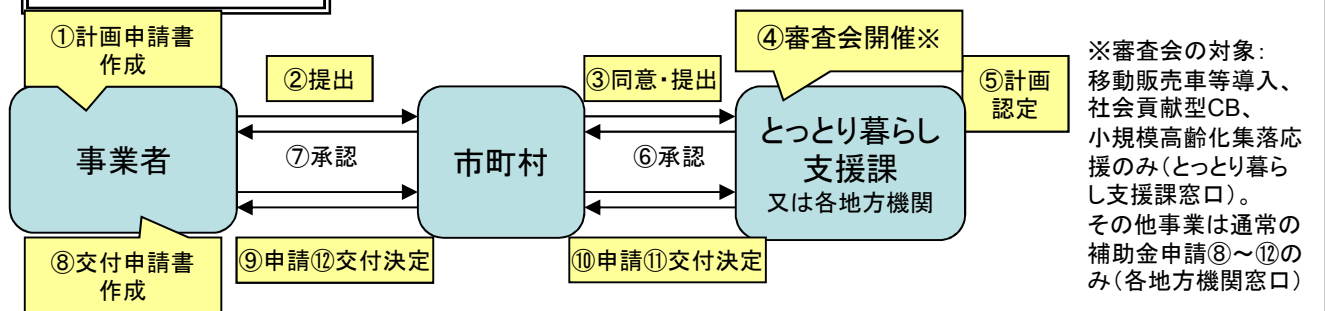 ①計画申請書
作成
②提出
③同意・提出
④審査会開催※
⑤計画
認定
事業者
⑦承認
市町村
⑥承認
とっとり暮らし
支援課
又は各地方機関
⑧交付申請書
作成
⑨申請⑫交付決定
⑩申請⑪交付決定
※審査会の対象：
移動販売車等導入、
社会貢献型CB、
小規模高齢化集落応
援のみ（とっとり暮ら
し支援課窓口）。
その他事業は通常の
補助金申請⑧～⑫の
み（各地方機関窓口）